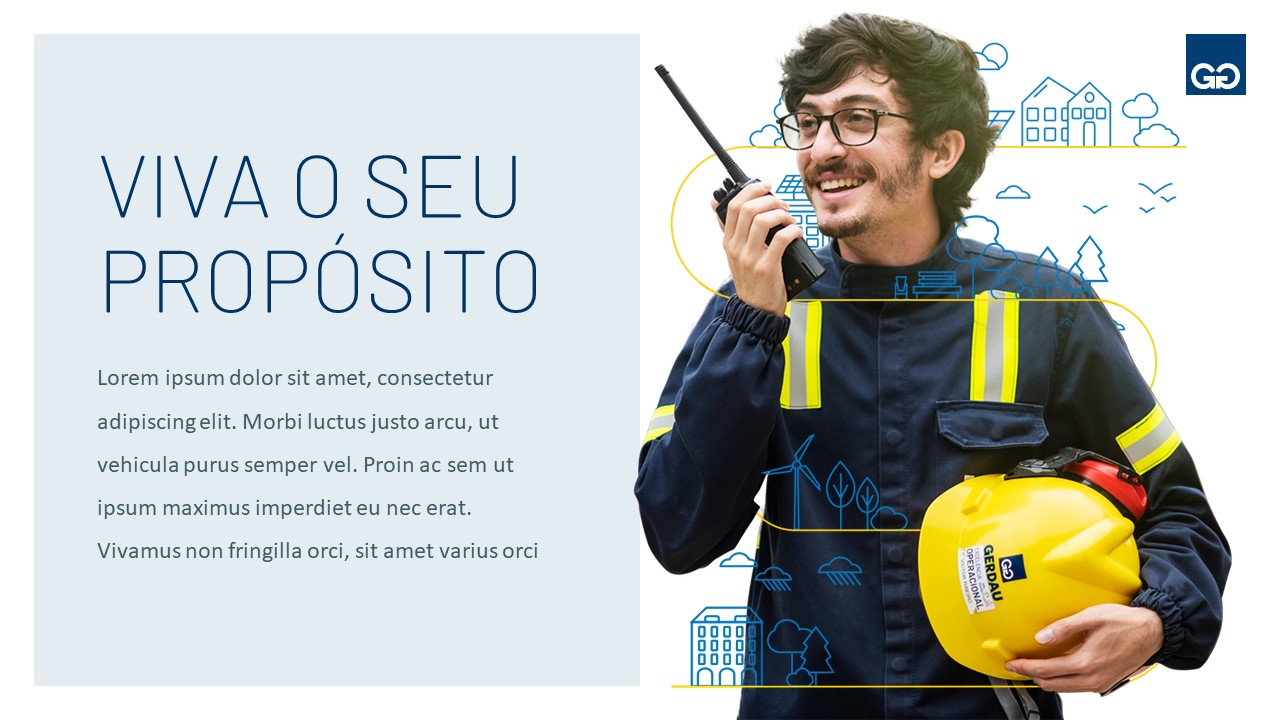 VIVA O SEU
PROPÓSITO
Lorem ipsum dolor sit amet, consectetur
adipiscing elit. Morbi luctus justo arcu, ut
vehicula purus semper vel. Proin ac sem ut
ipsum maximus imperdiet eu nec erat.
Vivamus non fringilla orci, sit amet varius orci
GERDAU
OPERACIONAL